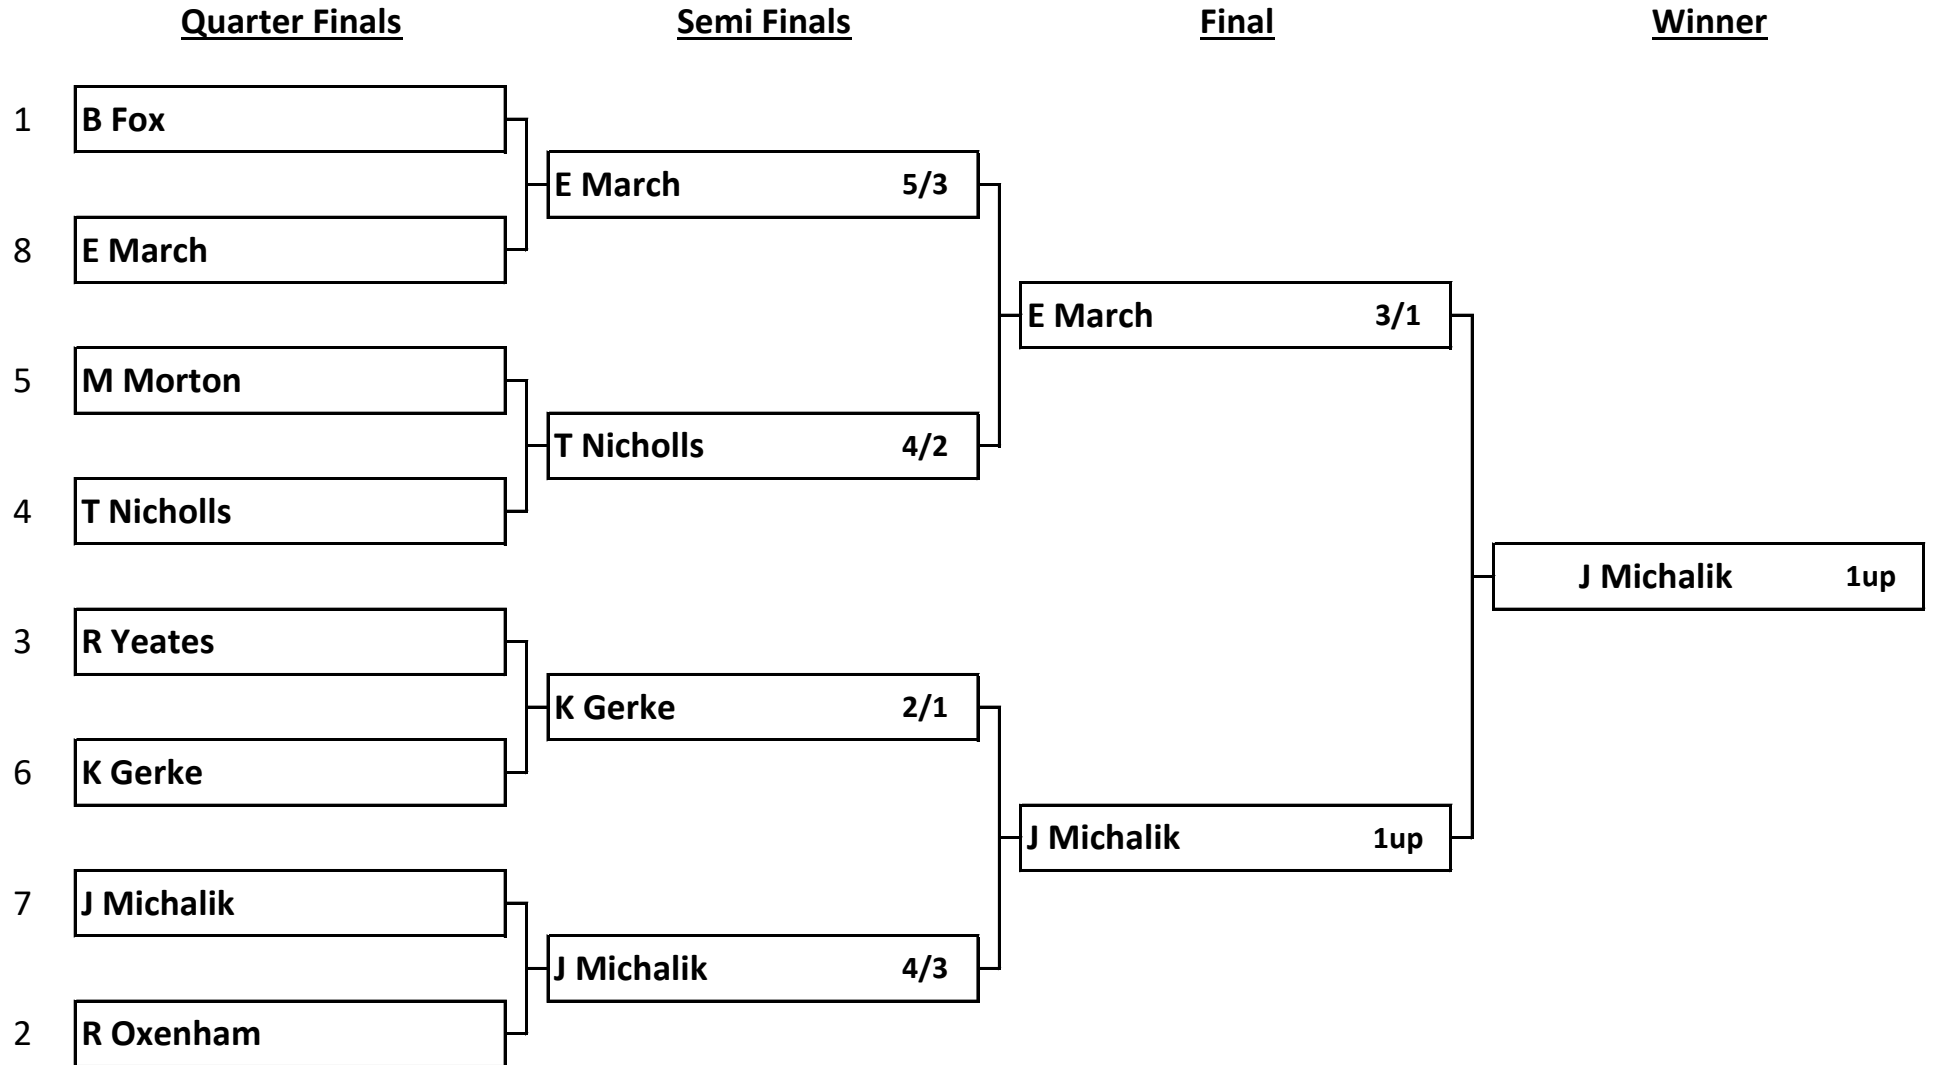 Quarter Finals Semi Finals Final Winner
1 B Fox
E March 5/3
8 E March
E March 3/1
5 M Morton
T Nicholls 4/2
4 T Nicholls
J Michalik 1up
3 R Yeates
K Gerke 2/1
6 K Gerke
J Michalik 1up
7 J Michalik
J Michalik 4/3
2 R Oxenham